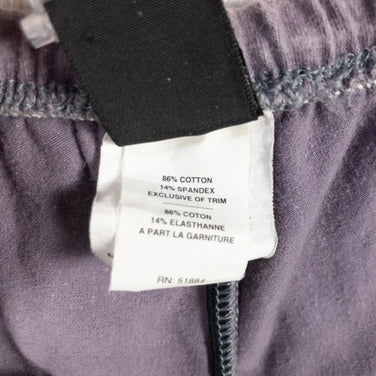 86% COTTON
14% SPANDEX
EXCLUSIVE OF TRIM
86% COTON
14% ELASTHANNE
A PART LA GARNITURE
RN 51884